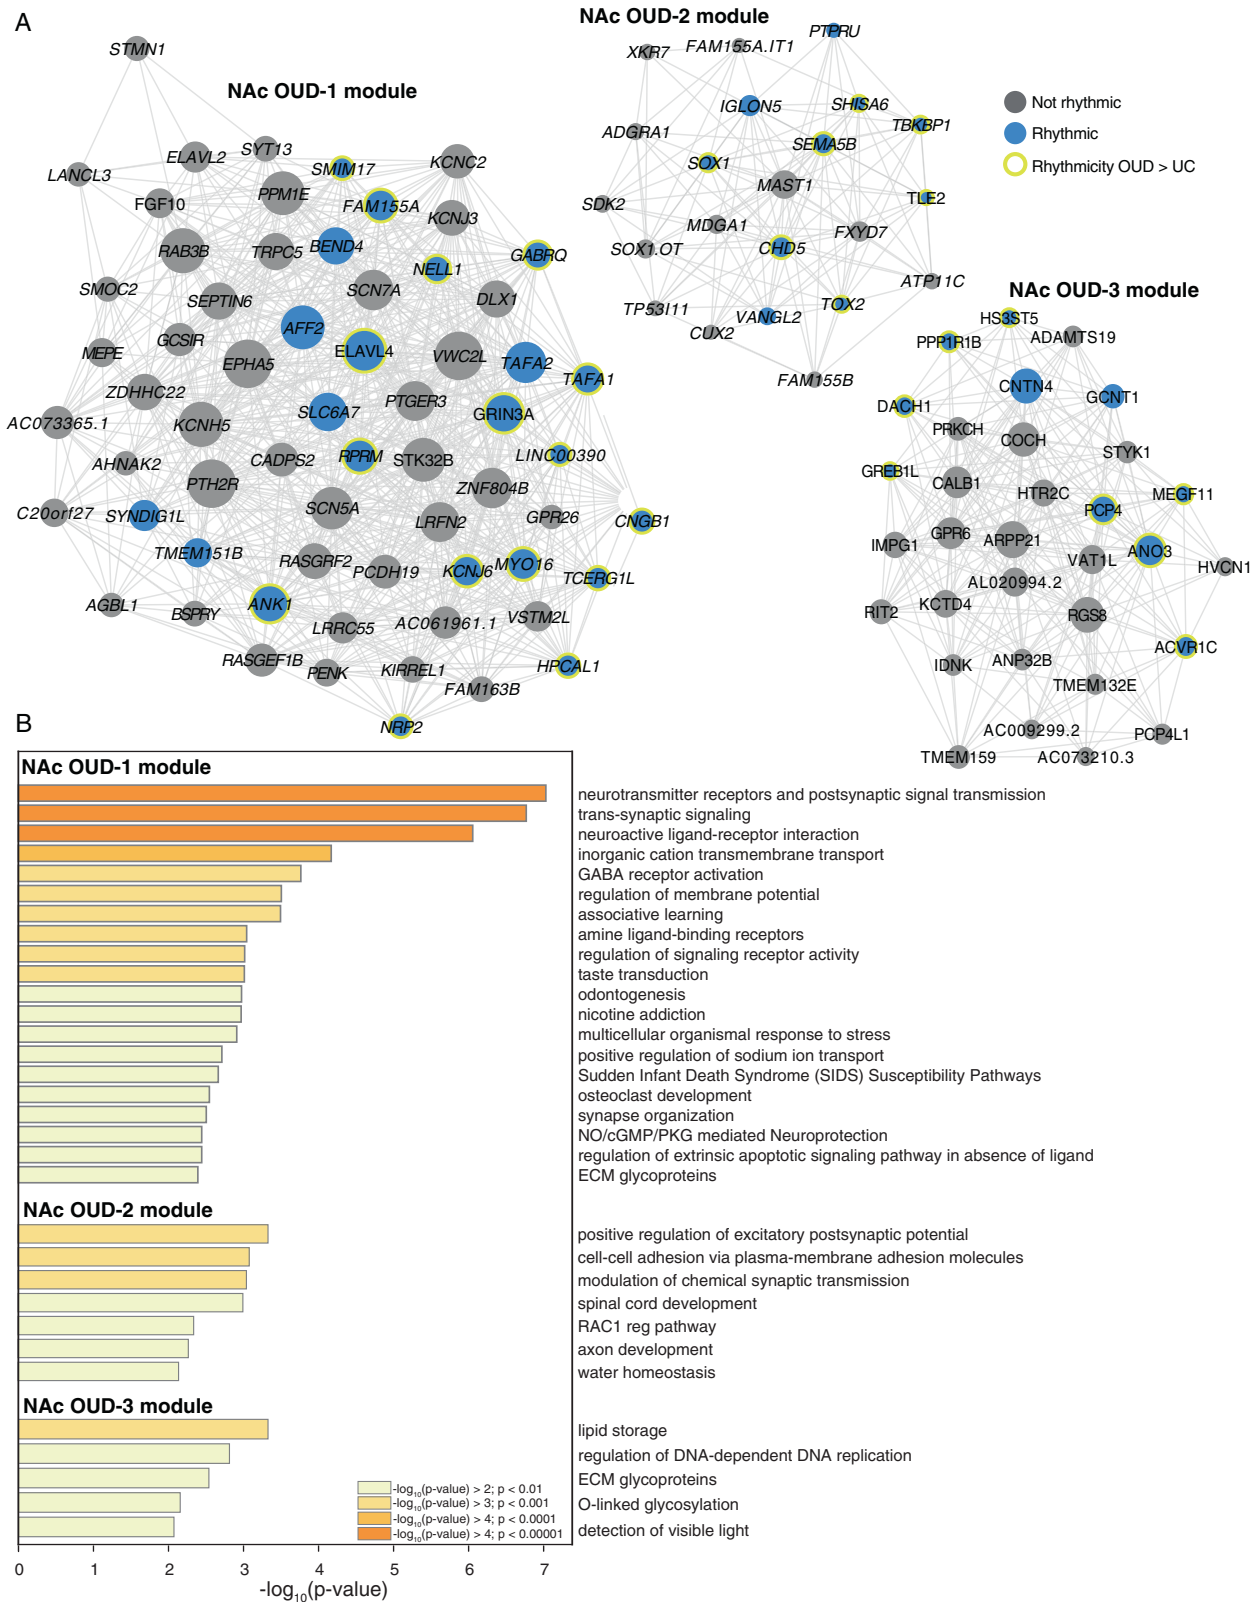 A
NAc OUD-1 module
STMN1
LANCL3
ELAVL2
SYT13
SMIM17
KCNC2
FGF10
PPM1E
FAM155A
KCNJ3
RAB3B
TRPC5
BEND4
NELL1
GABRQ
SMOC2
SEPTIN6
SCN7A
DLX1
GCSIR
AFF2
MEPE
EPHA5
ELAVL4
VWC2L
TAFA2
TAFA1
ZDHHC22
PTGER3
SLC6A7
GRIN3A
AC073365.1
KCNH5
AHNAK2
CADPS2
RPRM
STK32B
LINC00390
PTH2R
ZNF804B
C20orf27
SYNDIG1L
SCN5A
LRFN2
GPR26
CNGB1
TMEM151B
RASGRF2
PCDH19
KCNJ6
MYO16
TCERG1L
AGBL1
BSPRY
ANK1
LRRC55
AC061961.1
VSTM2L
RASGEF1B
PENK
KIRREL1
FAM163B
HPCAL1
NRP2
NAc OUD-2 module
XKR7
FAM155A.IT1
PTPRU
IGLON5
SHISA6
TBKBP1
ADGRA1
SEMA5B
SOX1
MAST1
TLE2
SDK2
MDGA1
FXYD7
SOX1.OT
CHD5
ATP11C
TP53I11
CUX2
VANGL2
TOX2
FAM155B
Not rhythmic
Rhythmic
Rhythmicity OUD > UC
NAc OUD-3 module
HS3ST5
PPP1R1B
ADAMTS19
CNTN4
GCNT1
DACH1
PRKCH
COCH
STYK1
GREB1L
CALB1
HTR2C
PCP4
MEGF11
IMPG1
GPR6
ARPP21
VAT1L
ANO3
HVCN1
AL020994.2
RIT2
KCTD4
RGS8
ACVR1C
IDNK
ANP32B
TMEM132E
AC009299.2
PCP4L1
TMEM159
AC073210.3
B
NAc OUD-1 module
neurotransmitter receptors and postsynaptic signal transmission
trans-synaptic signaling
neuroactive ligand-receptor interaction
inorganic cation transmembrane transport
GABA receptor activation
regulation of membrane potential
associative learning
amine ligand-binding receptors
regulation of signaling receptor activity
taste transduction
odontogenesis
nicotine addiction
multicellular organismal response to stress
positive regulation of sodium ion transport
Sudden Infant Death Syndrome (SIDS) Susceptibility Pathways
osteoclast development
synapse organization
NO/cGMP/PKG mediated Neuroprotection
regulation of extrinsic apoptotic signaling pathway in absence of ligand
ECM glycoproteins
NAc OUD-2 module
positive regulation of excitatory postsynaptic potential
cell-cell adhesion via plasma-membrane adhesion molecules
modulation of chemical synaptic transmission
spinal cord development
RAC1 reg pathway
axon development
water homeostasis
NAc OUD-3 module
lipid storage
regulation of DNA-dependent DNA replication
ECM glycoproteins
O-linked glycosylation
detection of visible light
-log10(p-value) > 2; p < 0.01
-log10(p-value) > 3; p < 0.001
-log10(p-value) > 4; p < 0.0001
-log10(p-value) > 4; p < 0.00001
0 1 2 3 4 5 6 7
-log10(p-value)